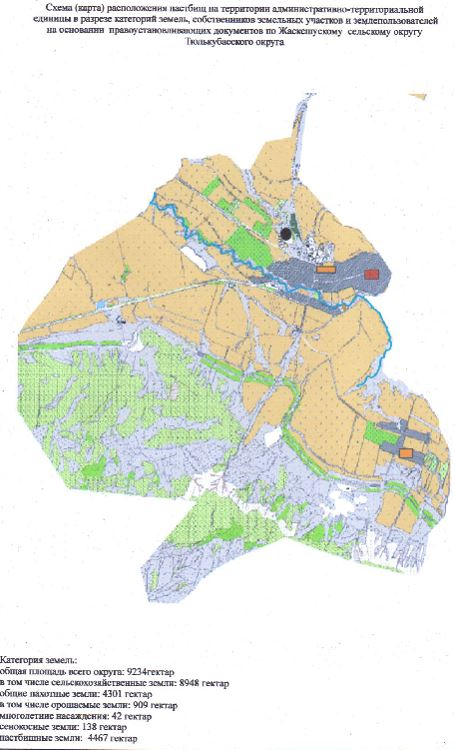 Схема (карта) расположения пастбищ на территории административно-территориальной
единицы в разрезе категорий земель, собственников земельных участков и землепользователей
на основании правоустанавливающих документов по Жаскешускому сельскому округу
Тюлькубасского округа
Категория земель:
общая площадь всего округа: 9234гектар
в том числе сельскохозяйственные земли: 8948 гектар
общие пахотные земли: 4301 гектар
в том числе орошаемые земли: 909 гектар
многолетние насаждения: 42 гектар
сенокосные земли: 138 гектар
пастбищные земли: 4467 гектар